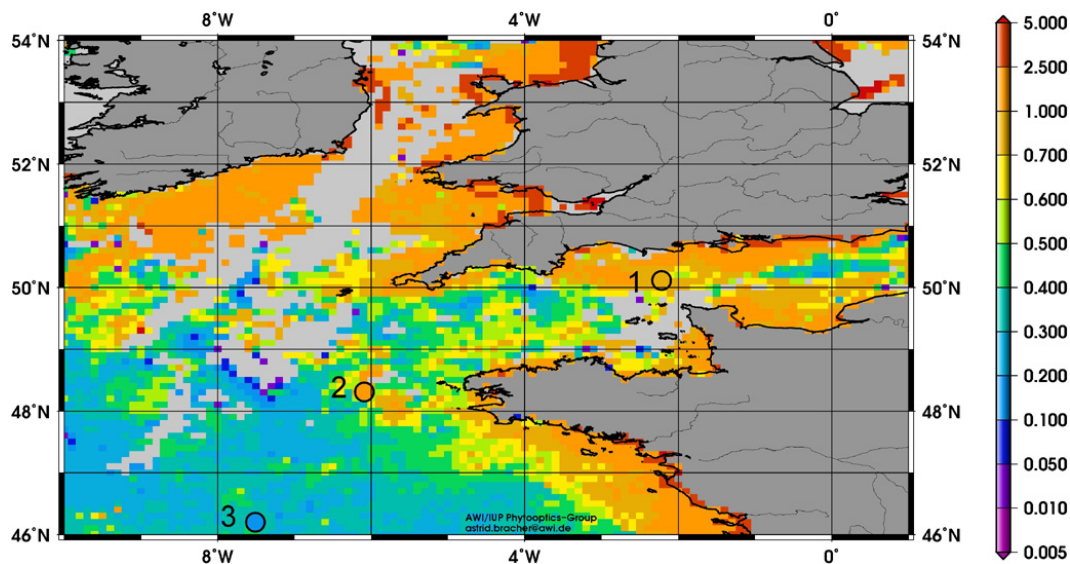 8°W 4°W 0°
54°N 54°N
52°N 52°N
50°N 50°N
48°N 48°N
46°N 46°N
8°W 4°W 0°
1
2
3
AWI/IUP Phytooptics-Group
astrid.bracher@awi.de
5.000
2.500
1.000
0.700
0.600
0.500
0.400
0.300
0.200
0.100
0.050
0.010
0.005